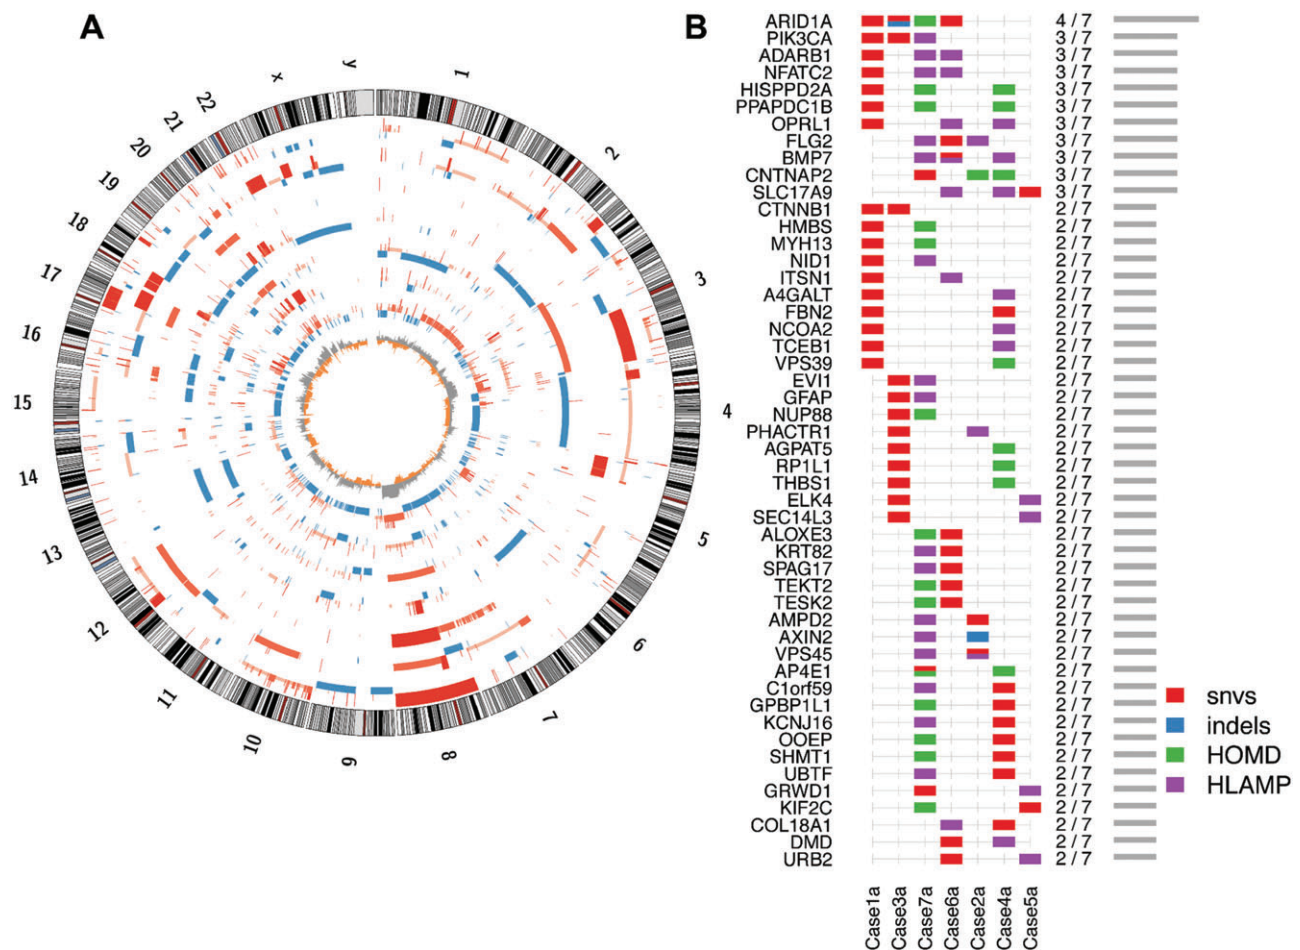 A
x
y
1
2
3
4
5
6
7
8
9
10
11
12
13
14
15
16
17
18
19
20
21
22
B
ARID1A 4 / 7
PIK3CA 3 / 7
ADARB1 3 / 7
NFATC2 3 / 7
HISPPD2A 3 / 7
PPAPDC1B 3 / 7
OPRL1 3 / 7
FLG2 3 / 7
BMP7 3 / 7
CNTNAP2 3 / 7
SLC17A9 3 / 7
CTNNB1 2 / 7
HMBS 2 / 7
MYH13 2 / 7
NID1 2 / 7
ITSN1 2 / 7
A4GALT 2 / 7
FBN2 2 / 7
NCOA2 2 / 7
TCEB1 2 / 7
VPS39 2 / 7
EVI1 2 / 7
GFAP 2 / 7
NUP88 2 / 7
PHACTR1 2 / 7
AGPAT5 2 / 7
RP1L1 2 / 7
THBS1 2 / 7
ELK4 2 / 7
SEC14L3 2 / 7
ALOXE3 2 / 7
KRT82 2 / 7
SPAG17 2 / 7
TEKT2 2 / 7
TESK2 2 / 7
AMPD2 2 / 7
AXIN2 2 / 7
VPS45 2 / 7
AP4E1 2 / 7
C1orf59 2 / 7
GPBP1L1 2 / 7
KCNJ16 2 / 7
OOEP 2 / 7
SHMT1 2 / 7
UBTF 2 / 7
GRWD1 2 / 7
KIF2C 2 / 7
COL18A1 2 / 7
DMD 2 / 7
URB2 2 / 7
Case1a
Case3a
Case7a
Case6a
Case2a
Case4a
Case5a
snvs
indels
HOMD
HLAMP